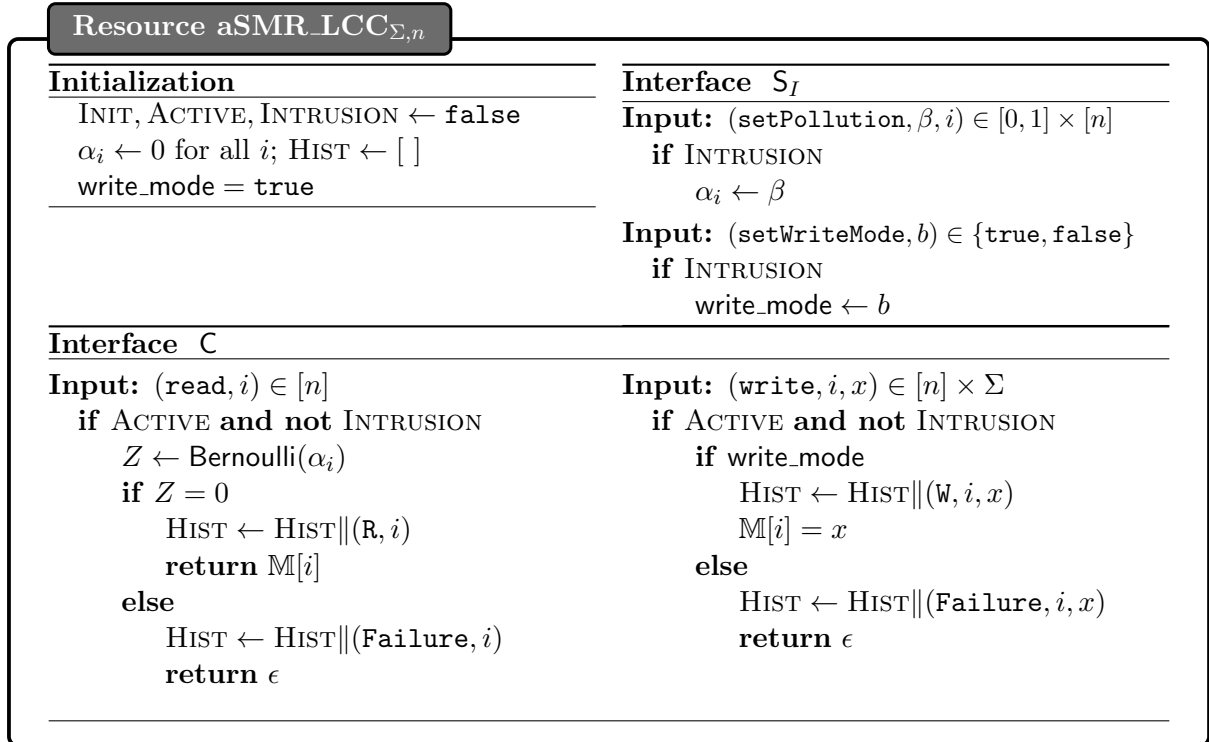 Resource aSMR_LCC_{Σ,n}
Initialization
INIT, ACTIVE, INTRUSION ← false
α_i ← 0 for all i; HIST ← [ ]
write_mode = true
Interface S_I
Input: (setPollution, β, i) ∈ [0, 1] × [n]
if INTRUSION
α_i ← β
Input: (setWriteMode, b) ∈ {true, false}
if INTRUSION
write_mode ← b
Interface C
Input: (read, i) ∈ [n]
if ACTIVE and not INTRUSION
Z ← Bernoulli(α_i)
if Z = 0
HIST ← HIST∥(R, i)
return 𝕄[i]
else
HIST ← HIST∥(Failure, i)
return ϵ
Input: (write, i, x) ∈ [n] × Σ
if ACTIVE and not INTRUSION
if write_mode
HIST ← HIST∥(W, i, x)
𝕄[i] = x
else
HIST ← HIST∥(Failure, i, x)
return ϵ